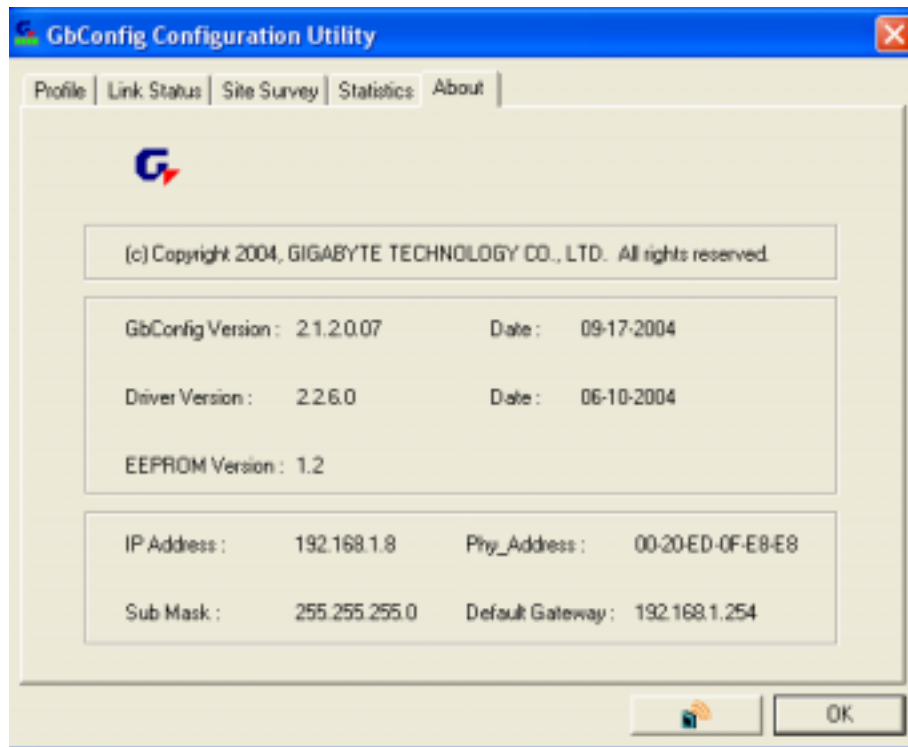 GbConfig Configuration Utility
Profile Link Status Site Survey Statistics About
G
(c) Copyright 2004, GIGABYTE TECHNOLOGY CO., LTD. All rights reserved.
GbConfig Version : 2.1.2.0.07 Date : 09-17-2004
Driver Version : 2.2.6.0 Date : 06-10-2004
EEPROM Version : 1.2
IP Address : 192.168.1.8 Phy_Address : 00-20-ED-0F-E8-E8
Sub Mask : 255.255.255.0 Default Gateway : 192.168.1.254
OK